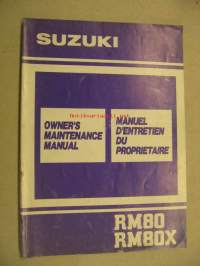 SUZUKI
OWNER'S
MAINTENANCE
MANUAL
MANUEL
D'ENTRETIEN
DU
PROPRIETAIRE
RM80
RM80X